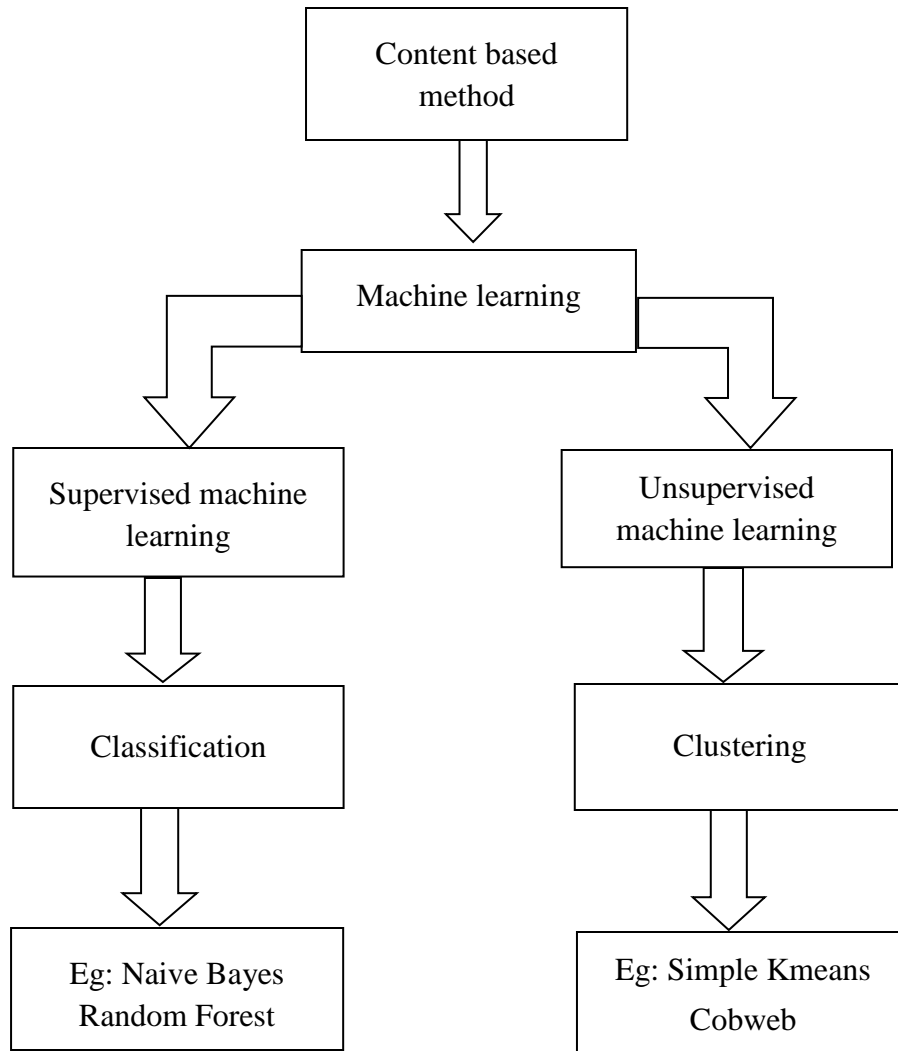 Content based
method
Machine learning
Supervised machine
learning
Unsupervised
machine learning
Classification
Clustering
Eg: Naive Bayes
Random Forest
Eg: Simple Kmeans
Cobweb